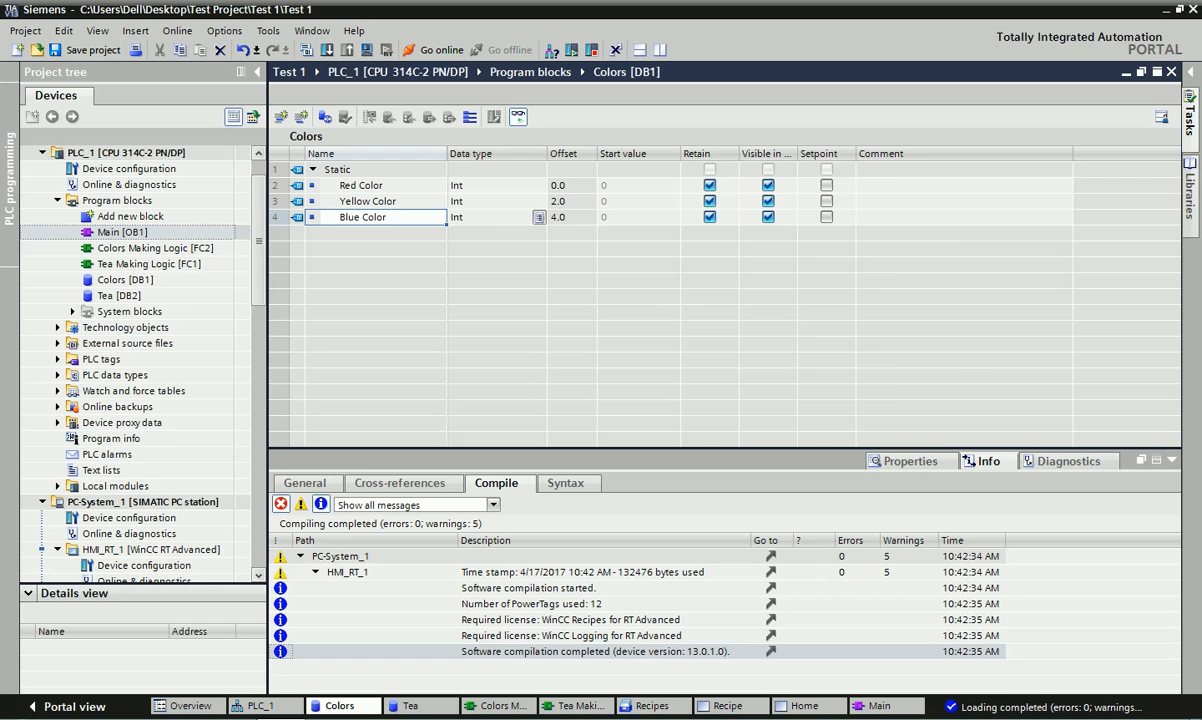 TIA
V13
Siemens - C:\Users\Dell\Desktop\Test Project\Test 1\Test 1
Project Edit View Insert Online Options Tools Window Help
Totally Integrated Automation
PORTAL
Save project
Go online
Go offline
Project tree
Test 1 PLC_1 [CPU 314C-2 PN/DP] Program blocks Colors [DB1]
Devices
PLC programming
Tasks
Libraries
PLC_1 [CPU 314C-2 PN/DP]
Device configuration
Online & diagnostics
Program blocks
Add new block
Main [OB1]
Colors Making Logic [FC2]
Tea Making Logic [FC1]
Colors [DB1]
Tea [DB2]
System blocks
Technology objects
External source files
PLC tags
PLC data types
Watch and force tables
Online backups
Device proxy data
Program info
PLC alarms
Text lists
Local modules
PC-System_1 [SIMATIC PC station]
Device configuration
Online & diagnostics
HMI_RT_1 [WinCC RT Advanced]
Device configuration
Online & diagnostics
Details view
Name Address
Colors
Name Data type Offset Start value Retain Visible in ... Setpoint Comment
1 Static
2 Red Color Int 0.0 0
3 Yellow Color Int 2.0 0
4 Blue Color Int 4.0 0
Properties Info Diagnostics
General Cross-references Compile Syntax
Show all messages
Compiling completed (errors: 0; warnings: 5)
! Path Description Go to ? Errors Warnings Time
PC-System_1 0 5 10:42:34 AM
HMI_RT_1 Time stamp: 4/17/2017 10:42 AM - 132476 bytes used 0 5 10:42:34 AM
Software compilation started. 10:42:34 AM
Number of PowerTags used: 12 10:42:35 AM
Required license: WinCC Recipes for RT Advanced 10:42:35 AM
Required license: WinCC Logging for RT Advanced 10:42:35 AM
Software compilation completed (device version: 13.0.1.0). 10:42:35 AM
Portal view Overview PLC_1 Colors Tea Colors M... Tea Maki... Recipes Recipe Home Main Loading completed (errors: 0; warnings...